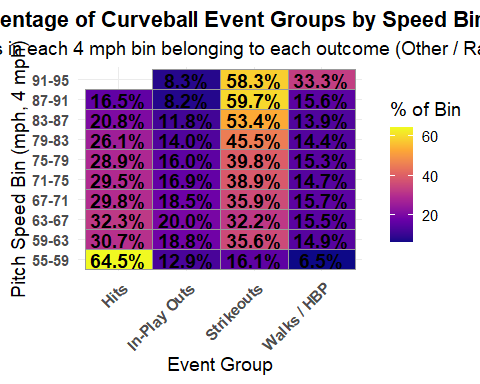 entage of Curveball Event Groups by Speed Bin
s in each 4 mph bin belonging to each outcome (Other / Ra
Pitch Speed Bin (mph, 4 mph)
91-95 8.3% 58.3% 33.3%
87-91 16.5% 8.2% 59.7% 15.6%
83-87 20.8% 11.8% 53.4% 13.9%
79-83 26.1% 14.0% 45.5% 14.4%
75-79 28.9% 16.0% 39.8% 15.3%
71-75 29.5% 16.9% 38.9% 14.7%
67-71 29.8% 18.5% 35.9% 15.7%
63-67 32.3% 20.0% 32.2% 15.5%
59-63 30.7% 18.8% 35.6% 14.9%
55-59 64.5% 12.9% 16.1% 6.5%
Hits In-Play Outs Strikeouts Walks / HBP
Event Group
% of Bin
60
40
20